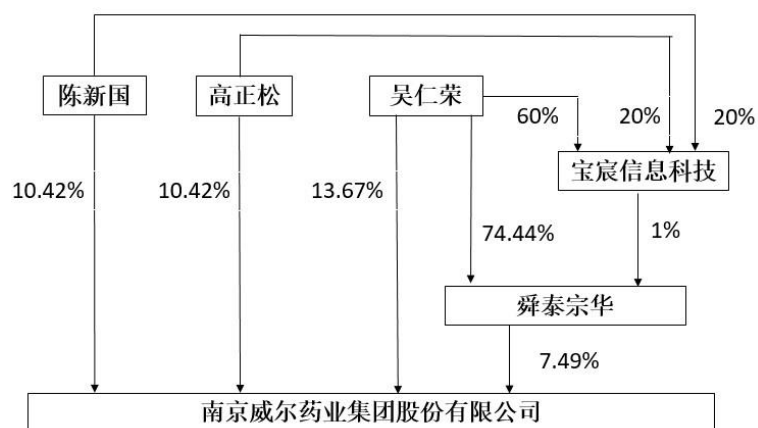 陈新国 高正松 吴仁荣
60% 20% 20%
宝宸信息科技
10.42% 10.42% 13.67%
74.44% 1%
舜泰宗华
7.49%
南京威尔药业集团股份有限公司